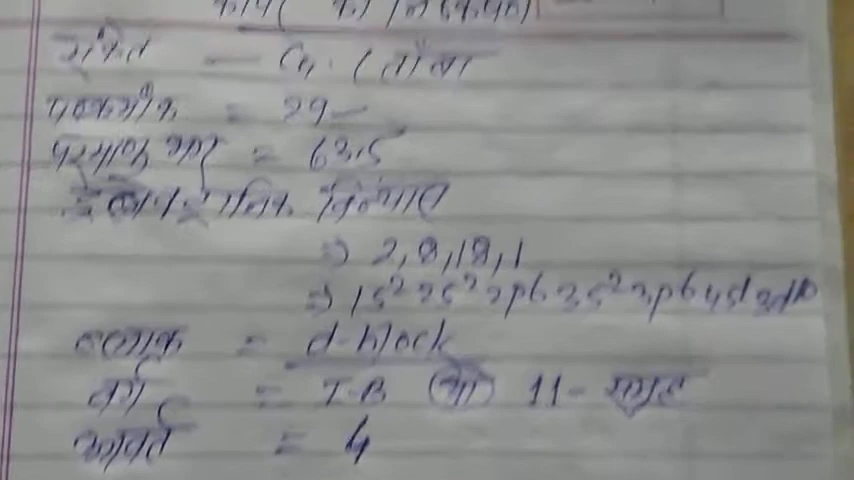 संकेत — Cu (ताँबा
परमाणु क्रमांक = 29
परमाणु भार = 63.5
इलेक्ट्रानिक विन्यास
⇒ 2, 8, 18, 1
⇒ 1s² 2s² 2p6 3s² 3p6 4s1 3d10
ब्लाक = d-block
वर्ग = I-B (या) 11 - समूह
आवर्त = 4